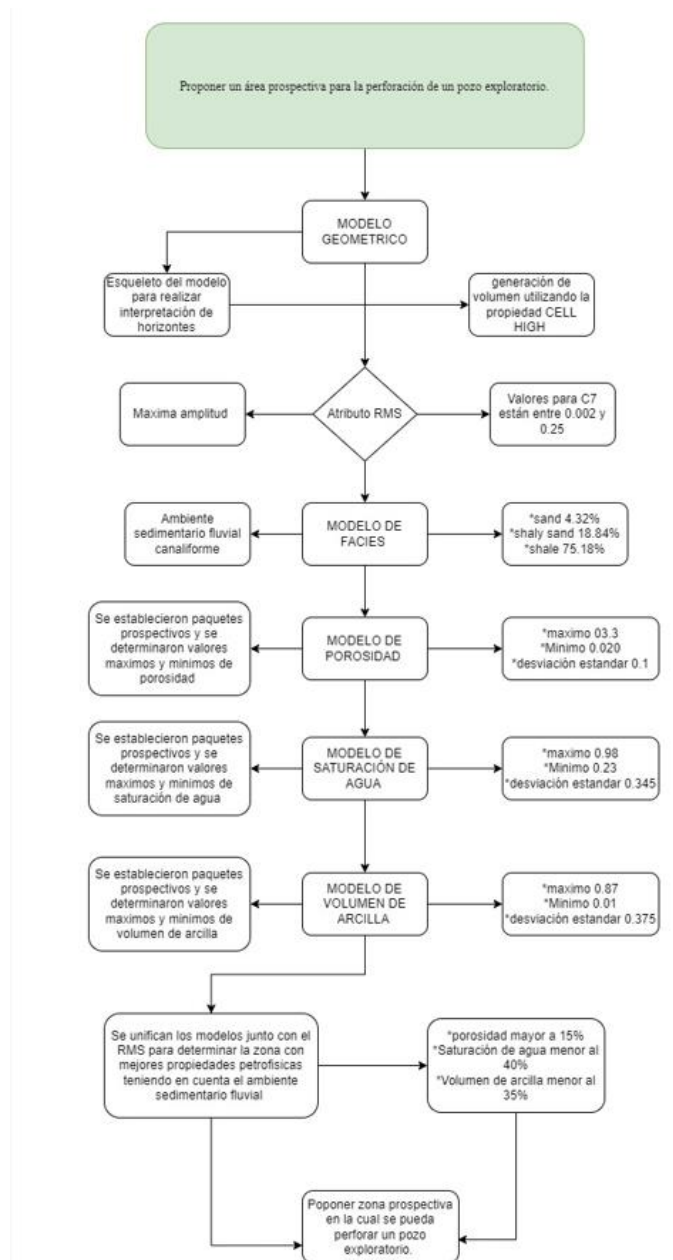 Proponer un área prospectiva para la perforación de un pozo exploratorio.
MODELO
GEOMETRICO
Esqueleto del modelo
para realizar
interpretación de
horizontes
generación de
volumen utilizando la
propiedad CELL
HIGH
Maxima amplitud
Atributo RMS
Valores para C7
están entre 0.002 y
0.25
Ambiente
sedimentario fluvial
canaliforme
MODELO DE
FACIES
*sand 4.32%
*shaly sand 18.84%
*shale 75.18%
Se establecieron paquetes
prospectivos y se
determinaron valores
maximos y minimos de
porosidad
MODELO DE
POROSIDAD
*maximo 03.3
*Minimo 0.020
*desviación estandar 0.1
Se establecieron paquetes
prospectivos y se
determinaron valores
maximos y minimos de
saturación de agua
MODELO DE
SATURACIÓN DE
AGUA
*maximo 0.98
*Minimo 0.23
*desviación estandar 0.345
Se establecieron paquetes
prospectivos y se
determinaron valores
maximos y minimos de
volumen de arcilla
MODELO DE
VOLUMEN DE
ARCILLA
*maximo 0.87
*Minimo 0.01
*desviación estandar 0.375
Se unifican los modelos junto con el
RMS para determinar la zona con
mejores propiedades petrofisicas
teniendo en cuenta el ambiente
sedimentario fluvial
*porosidad mayor a 15%
*Saturación de agua menor al
40%
*Volumen de arcilla menor al
35%
Poponer zona prospectiva
en la cual se pueda
perforar un pozo
exploratorio.